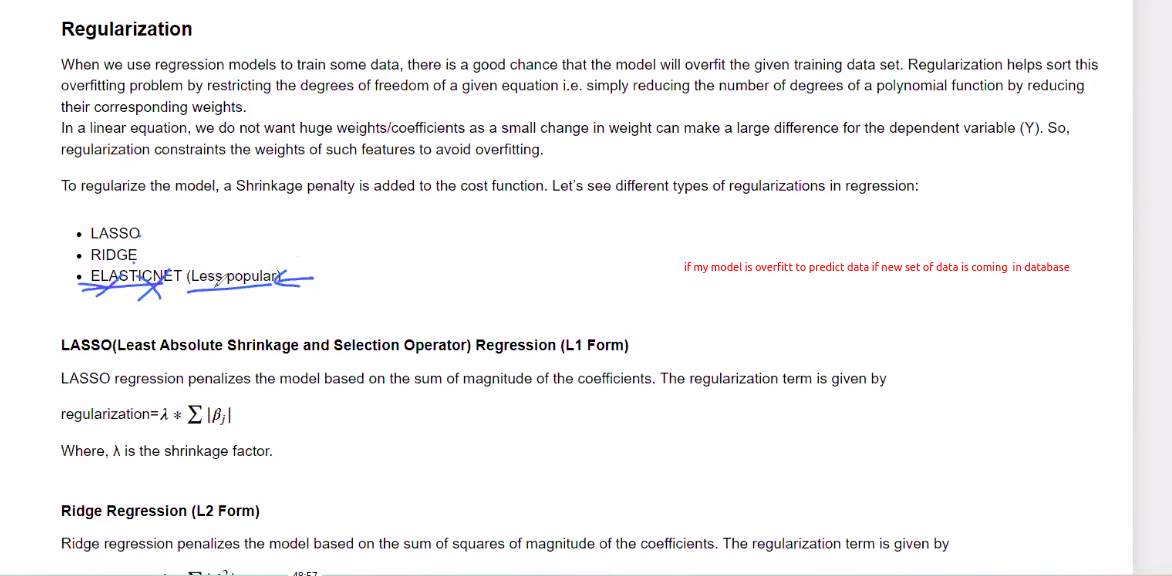 Regularization
When we use regression models to train some data, there is a good chance that the model will overfit the given training data set. Regularization helps sort this
overfitting problem by restricting the degrees of freedom of a given equation i.e. simply reducing the number of degrees of a polynomial function by reducing
their corresponding weights.
In a linear equation, we do not want huge weights/coefficients as a small change in weight can make a large difference for the dependent variable (Y). So,
regularization constraints the weights of such features to avoid overfitting.
To regularize the model, a Shrinkage penalty is added to the cost function. Let's see different types of regularizations in regression:
• LASSO
• RIDGE
• ELASTICNET (Less popular)
if my model is overfitt to predict data if new set of data is coming in database
LASSO(Least Absolute Shrinkage and Selection Operator) Regression (L1 Form)
LASSO regression penalizes the model based on the sum of magnitude of the coefficients. The regularization term is given by
regularization=λ * ∑ |βj|
Where, λ is the shrinkage factor.
Ridge Regression (L2 Form)
Ridge regression penalizes the model based on the sum of squares of magnitude of the coefficients. The regularization term is given by